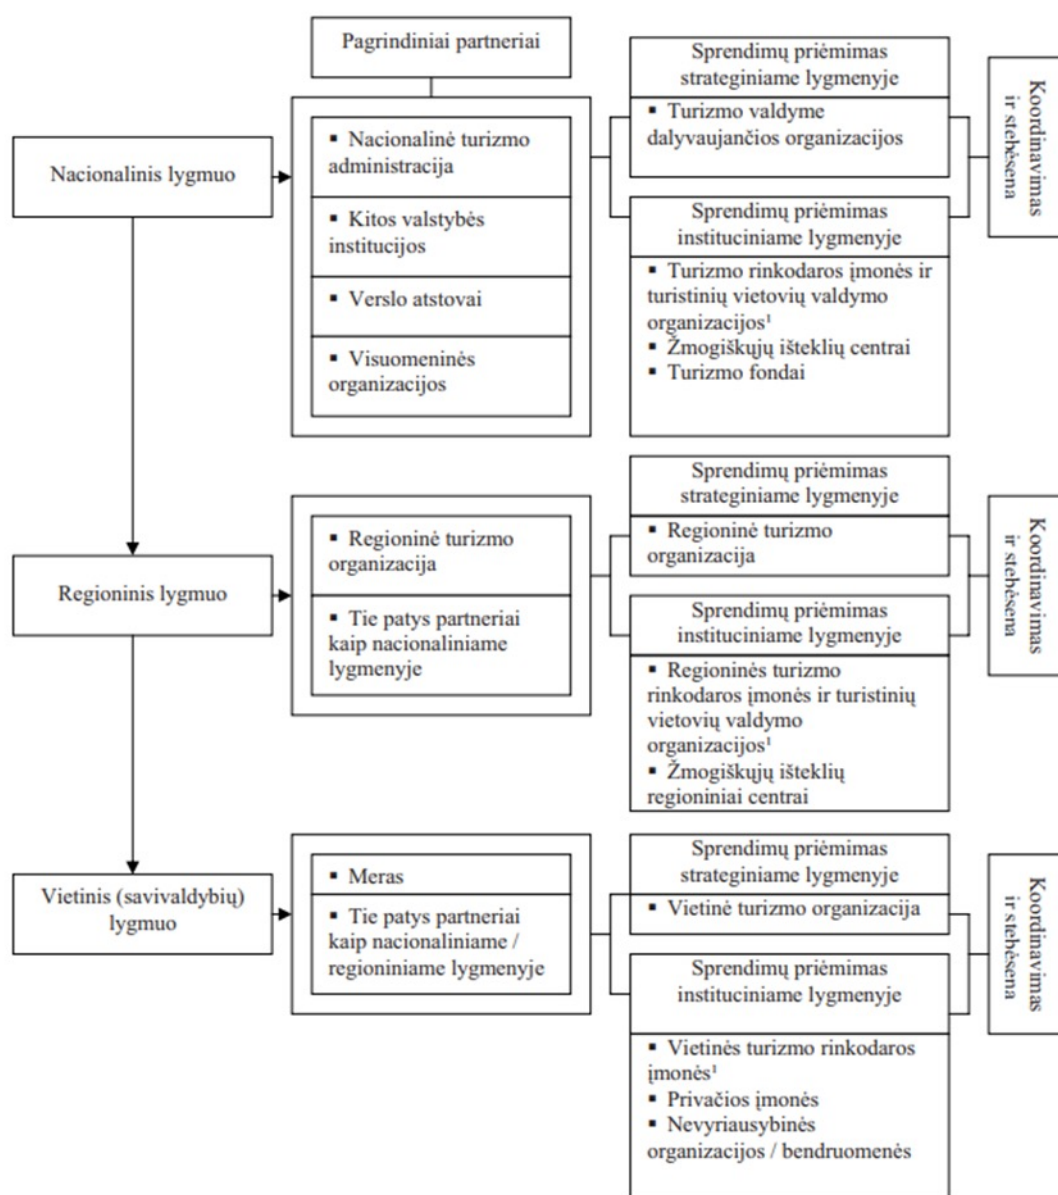 Pagrindiniai partneriai
Nacionalinis lygmuo
▪ Nacionalinė turizmo
administracija
▪ Kitos valstybės
institucijos
▪ Verslo atstovai
▪ Visuomeninės
organizacijos
Sprendimų priėmimas
strateginiame lygmenyje
▪ Turizmo valdyme
dalyvaujančios organizacijos
Sprendimų priėmimas
instituciniame lygmenyje
▪ Turizmo rinkodaros įmonės ir
turistinių vietovių valdymo
organizacijos¹
▪ Žmogiškųjų išteklių centrai
▪ Turizmo fondai
Koordinavimas
ir stebėsena
Regioninis lygmuo
▪ Regioninė turizmo
organizacija
▪ Tie patys partneriai
kaip nacionaliniame
lygmenyje
Sprendimų priėmimas
strateginiame lygmenyje
▪ Regioninė turizmo
organizacija
Sprendimų priėmimas
instituciniame lygmenyje
▪ Regioninės turizmo
rinkodaros įmonės ir turistinių
vietovių valdymo
organizacijos¹
▪ Žmogiškųjų išteklių
regioniniai centrai
Koordinavimas
ir stebėsena
Vietinis (savivaldybių)
lygmuo
▪ Meras
▪ Tie patys partneriai
kaip nacionaliniame /
regioniniame lygmenyje
Sprendimų priėmimas
strateginiame lygmenyje
▪ Vietinė turizmo organizacija
Sprendimų priėmimas
instituciniame lygmenyje
▪ Vietinės turizmo rinkodaros
įmonės¹
▪ Privačios įmonės
▪ Nevyriausybinės
organizacijos / bendruomenės
Koordinavimas
ir stebėsena